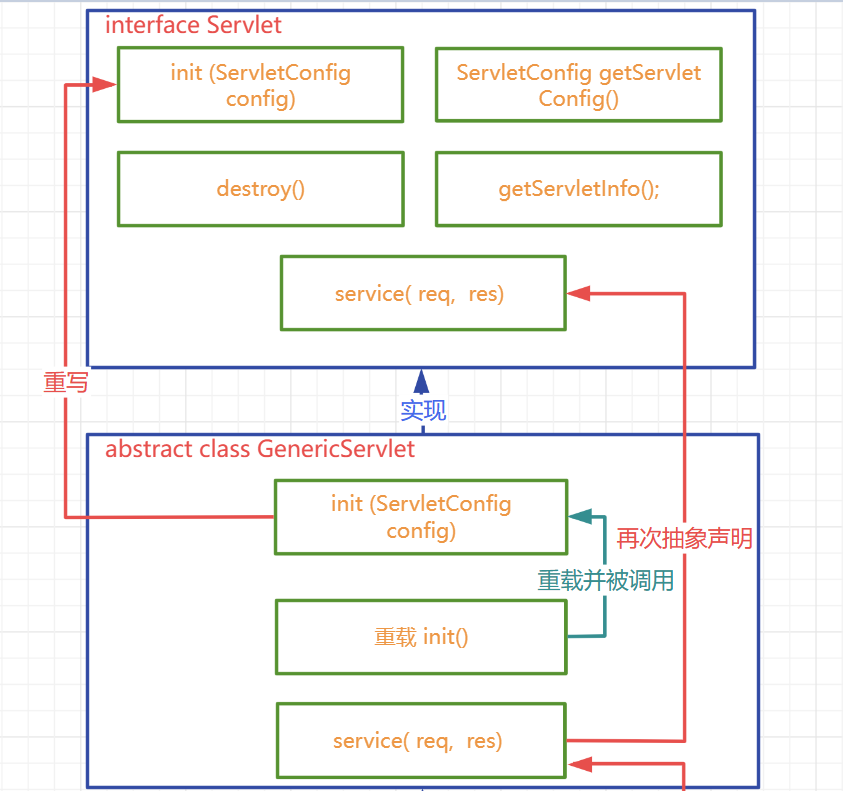 interface Servlet
init (ServletConfig
config)
ServletConfig getServlet
Config()
destroy()
getServletInfo();
service( req,  res)
重写
实现
abstract class GenericServlet
init (ServletConfig
config)
再次抽象声明
重载并被调用
重载 init()
service( req,  res)